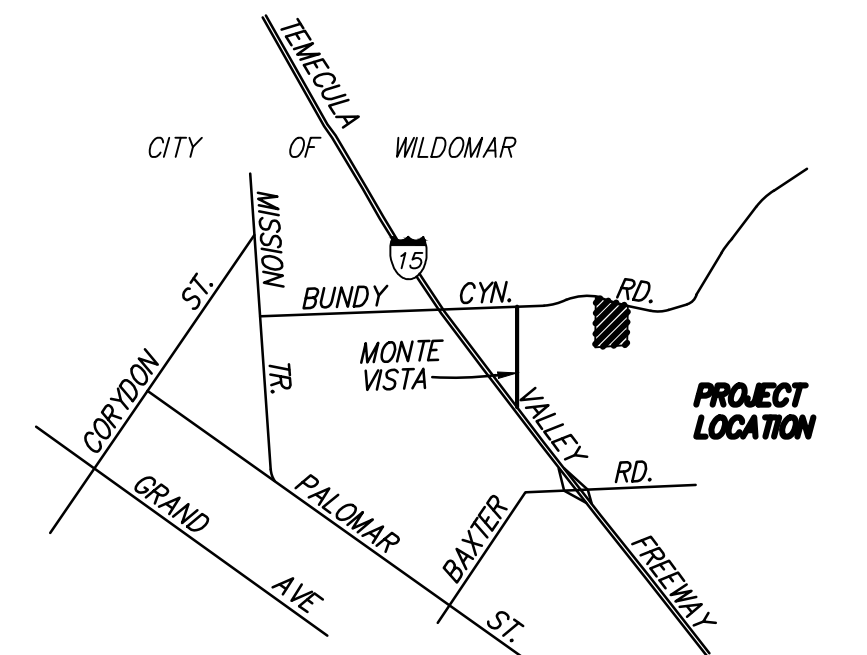 TEMECULA
CITY OF WILDOMAR
MISSION
15
ST.
BUNDY CYN. RD.
MONTE
VISTA
TR.
CORYDON
VALLEY
PROJECT
LOCATION
RD.
GRAND
PALOMAR
BAXTER
FREEWAY
AVE
ST.